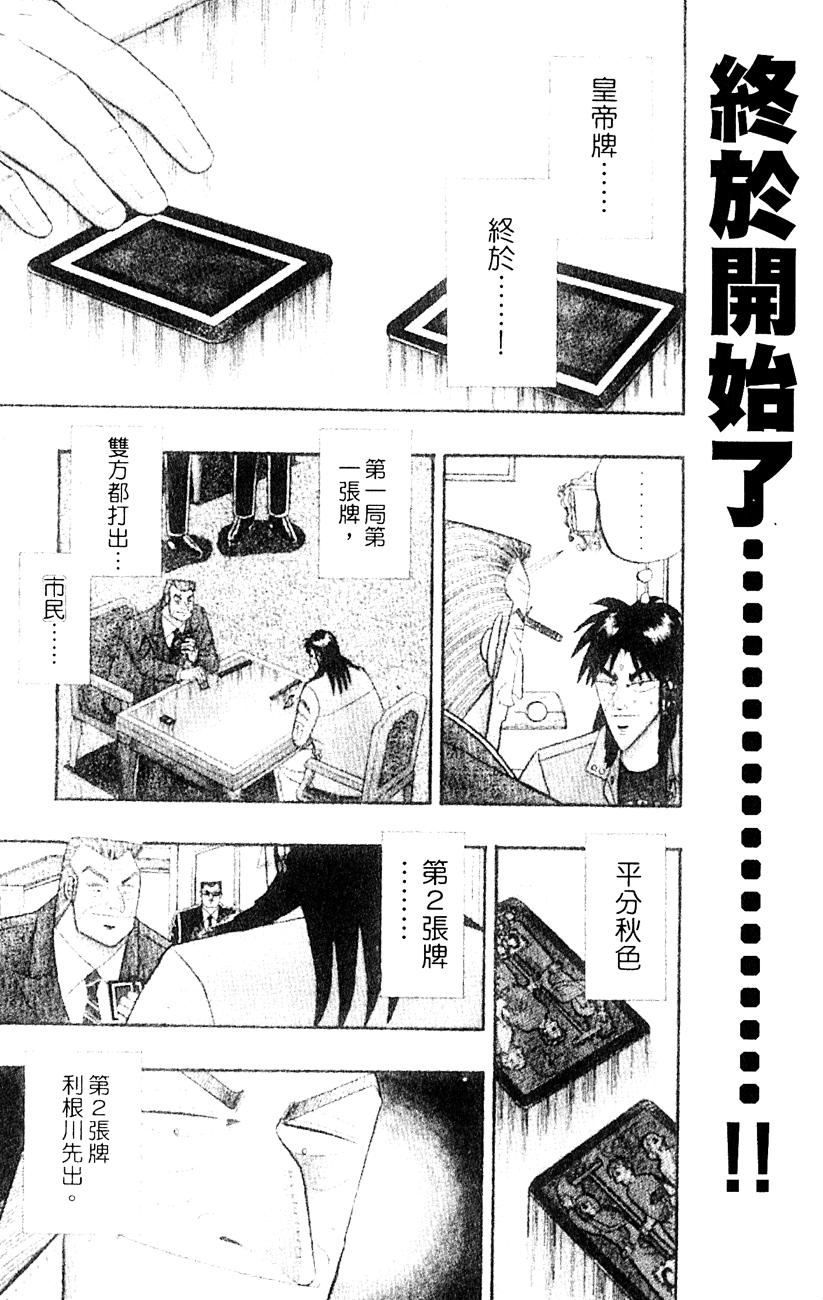 終於開始了………………!!
皇帝牌……
終於……！
………
第一局第
一張牌，
雙方都打出…
市民……
平分秋色
第2張牌
………
第2張牌
利根川先出。